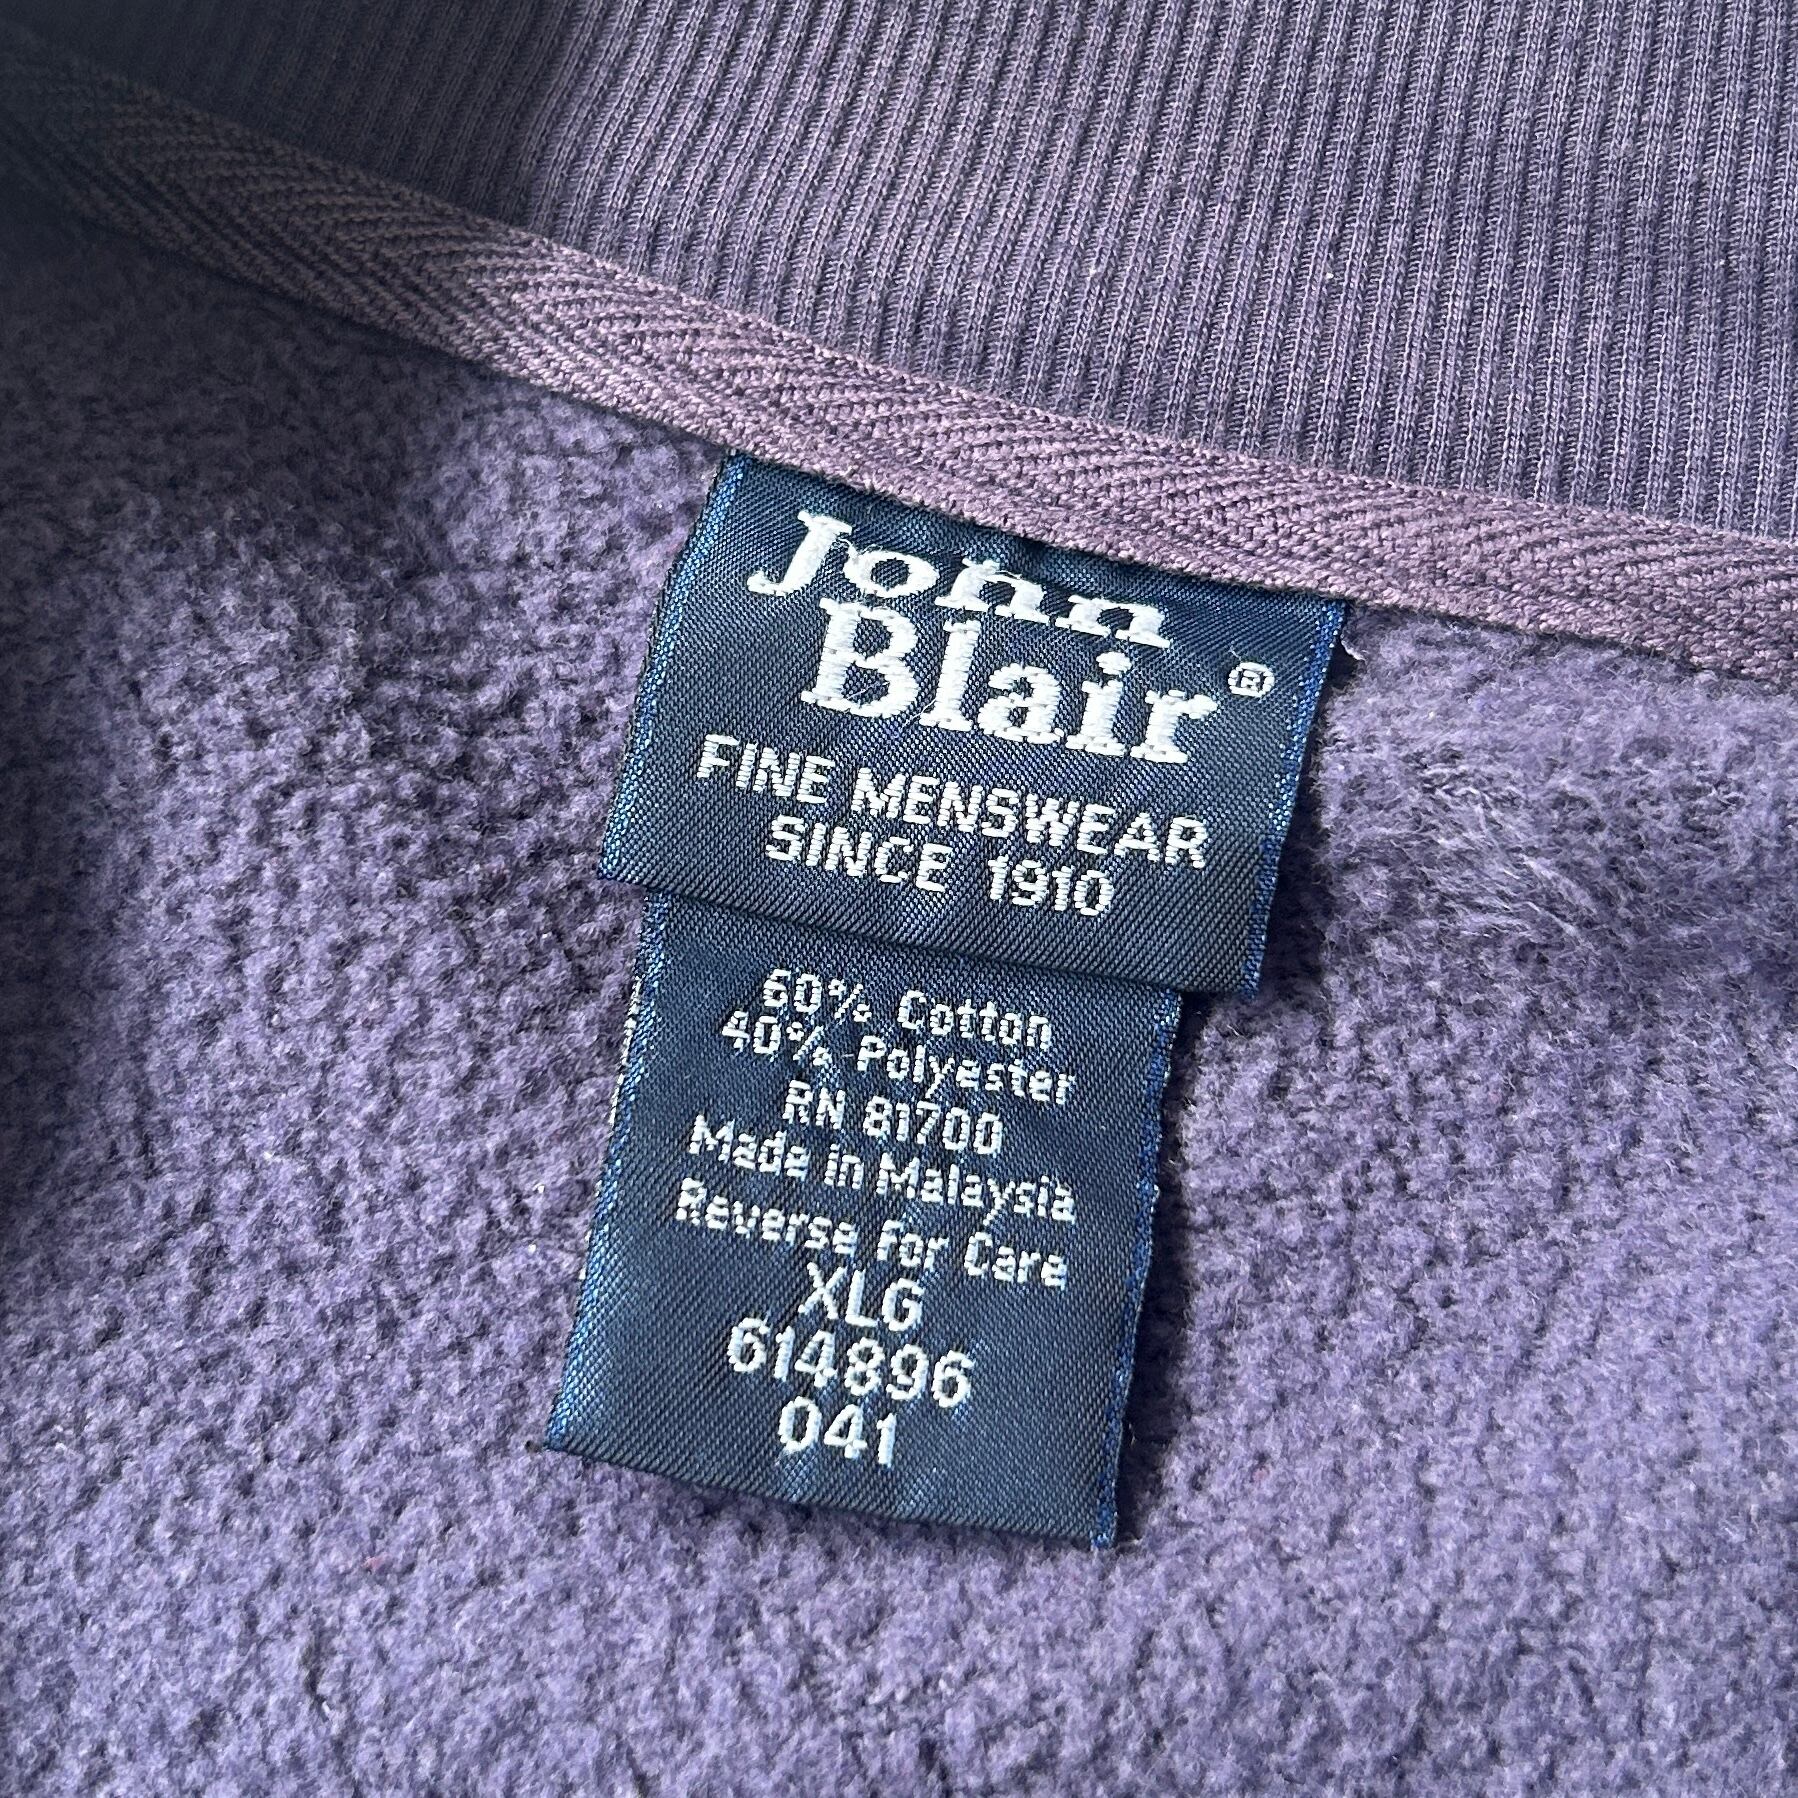 John
Blair®
FINE MENSWEAR
SINCE 1910
60% Cotton
40% Polyester
RN 81700
Made in Malaysia
Reverse For Care
XLG
614896
041